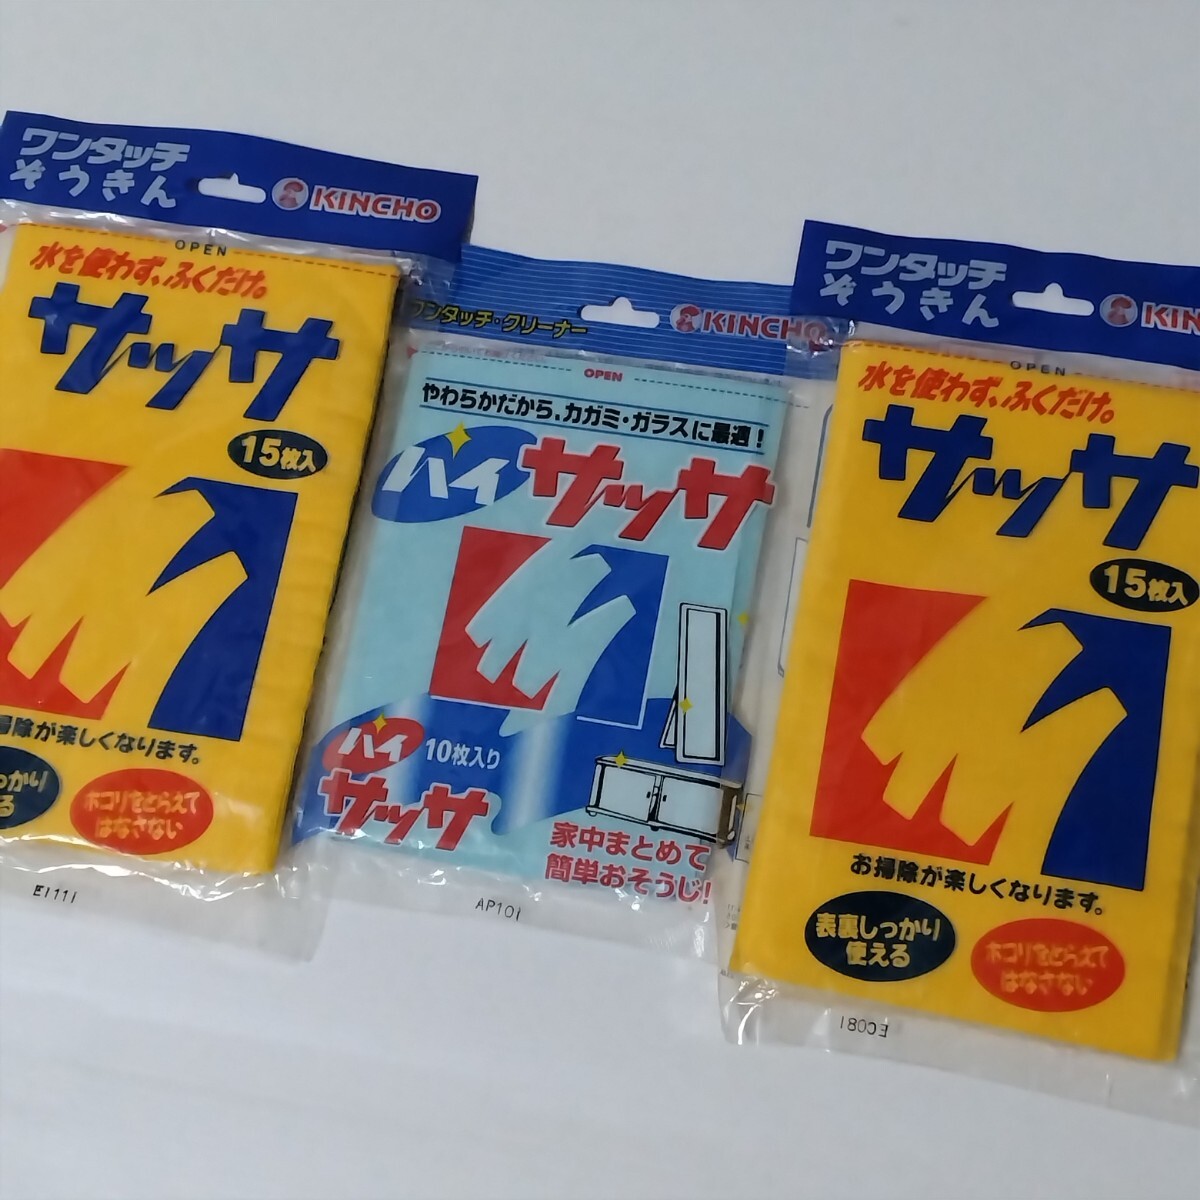 ワンタッチ
ぞうきん
KINCHO
OPEN
水を使わず、ふくだけ。
サッサ
15枚入
掃除が楽しくなります。
っかり
る
ホコリをとらえて
はなさない
E1111
ワンタッチ・クリーナー
KINCHO
OPEN
やわらかだから、カガミ・ガラスに最適!
ハイ
サッサ
ハイ
サッサ
10枚入り
家中まとめて
簡単おそうじ!
AP101
ワンタッチ
ぞうきん
KIN
OPEN
水を使わず、ふくだけ。
サッサ
15枚入
お掃除が楽しくなります。
表裏しっかり
使える
ホコリをとらえて
はなさない
EC081